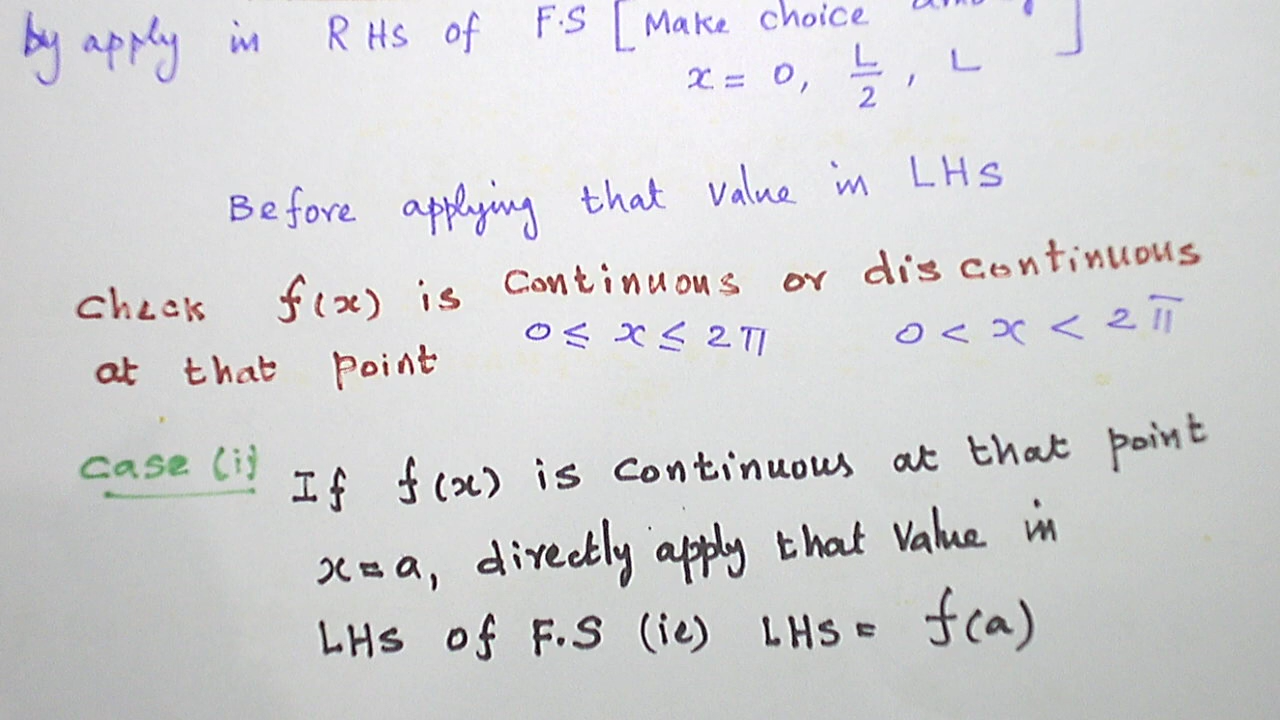 by apply in RHS of F.S [Make choice ]
x = 0, L/2, L
Before applying that value in LHS
Check f(x) is Continuous or discontinuous
0 ≤ x ≤ 2π 0 < x < 2π
at that point
Case (i) If f(x) is Continuous at that point
x = a, directly apply that Value in
LHS of F.S (ie) LHS = f(a)